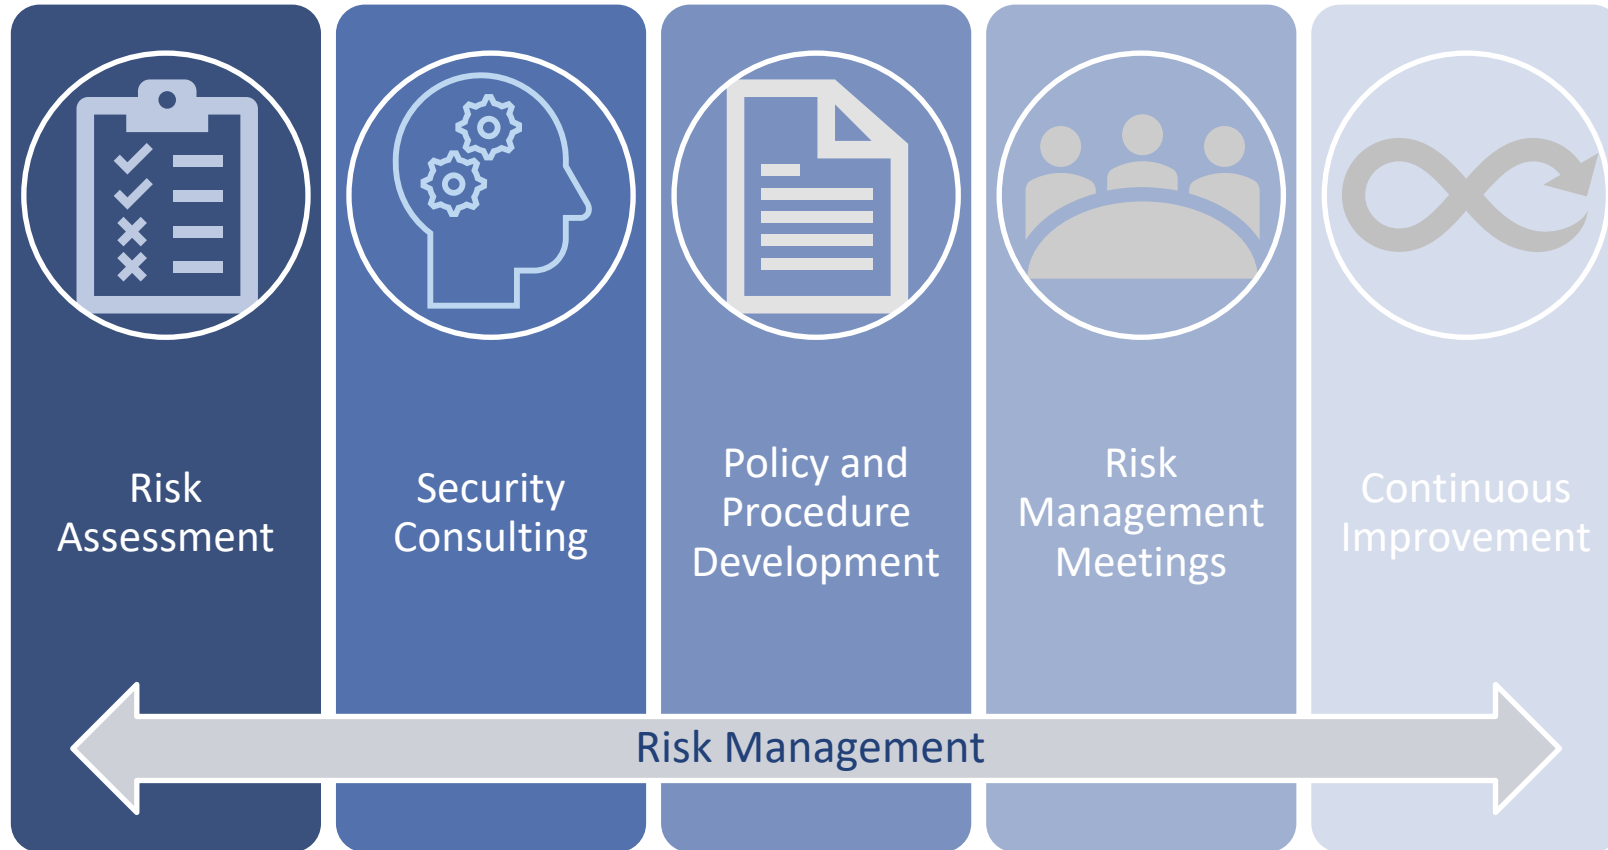 Risk
Assessment
Security
Consulting
Policy and
Procedure
Development
Risk
Management
Meetings
Continuous
Improvement
Risk Management